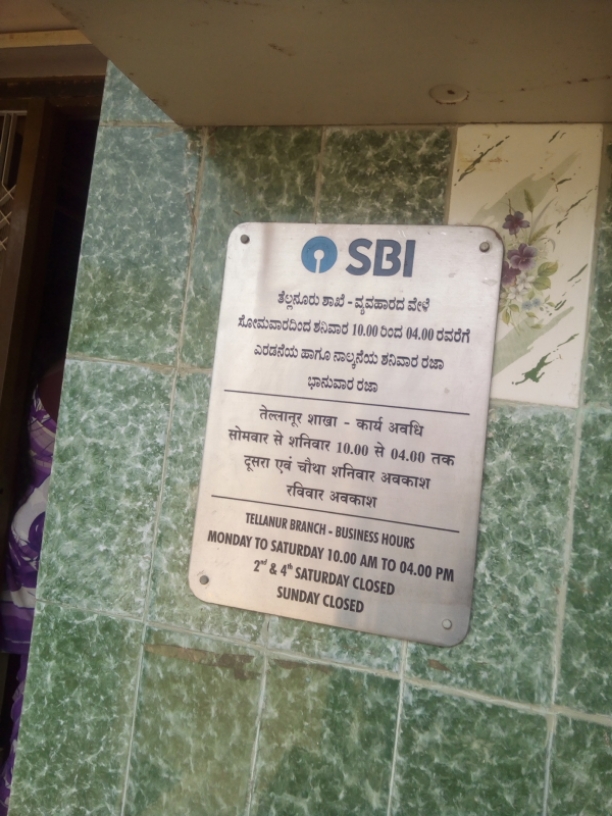 SBI
ತೆಲ್ಲನೂರು ಶಾಖೆ - ವ್ಯವಹಾರದ ವೇಳೆ
ಸೋಮವಾರದಿಂದ ಶನಿವಾರ 10.00 ರಿಂದ 04.00 ರವರೆಗೆ
ಎರಡನೆಯ ಹಾಗೂ ನಾಲ್ಕನೆಯ ಶನಿವಾರ ರಜಾ
ಭಾನುವಾರ ರಜಾ
तेल्लानूर शाखा - कार्य अवधि
सोमवार से शनिवार 10.00 से 04.00 तक
दूसरा एवं चौथा शनिवार अवकाश
रविवार अवकाश
TELLANUR BRANCH - BUSINESS HOURS
MONDAY TO SATURDAY 10.00 AM TO 04.00 PM
2nd & 4th SATURDAY CLOSED
SUNDAY CLOSED